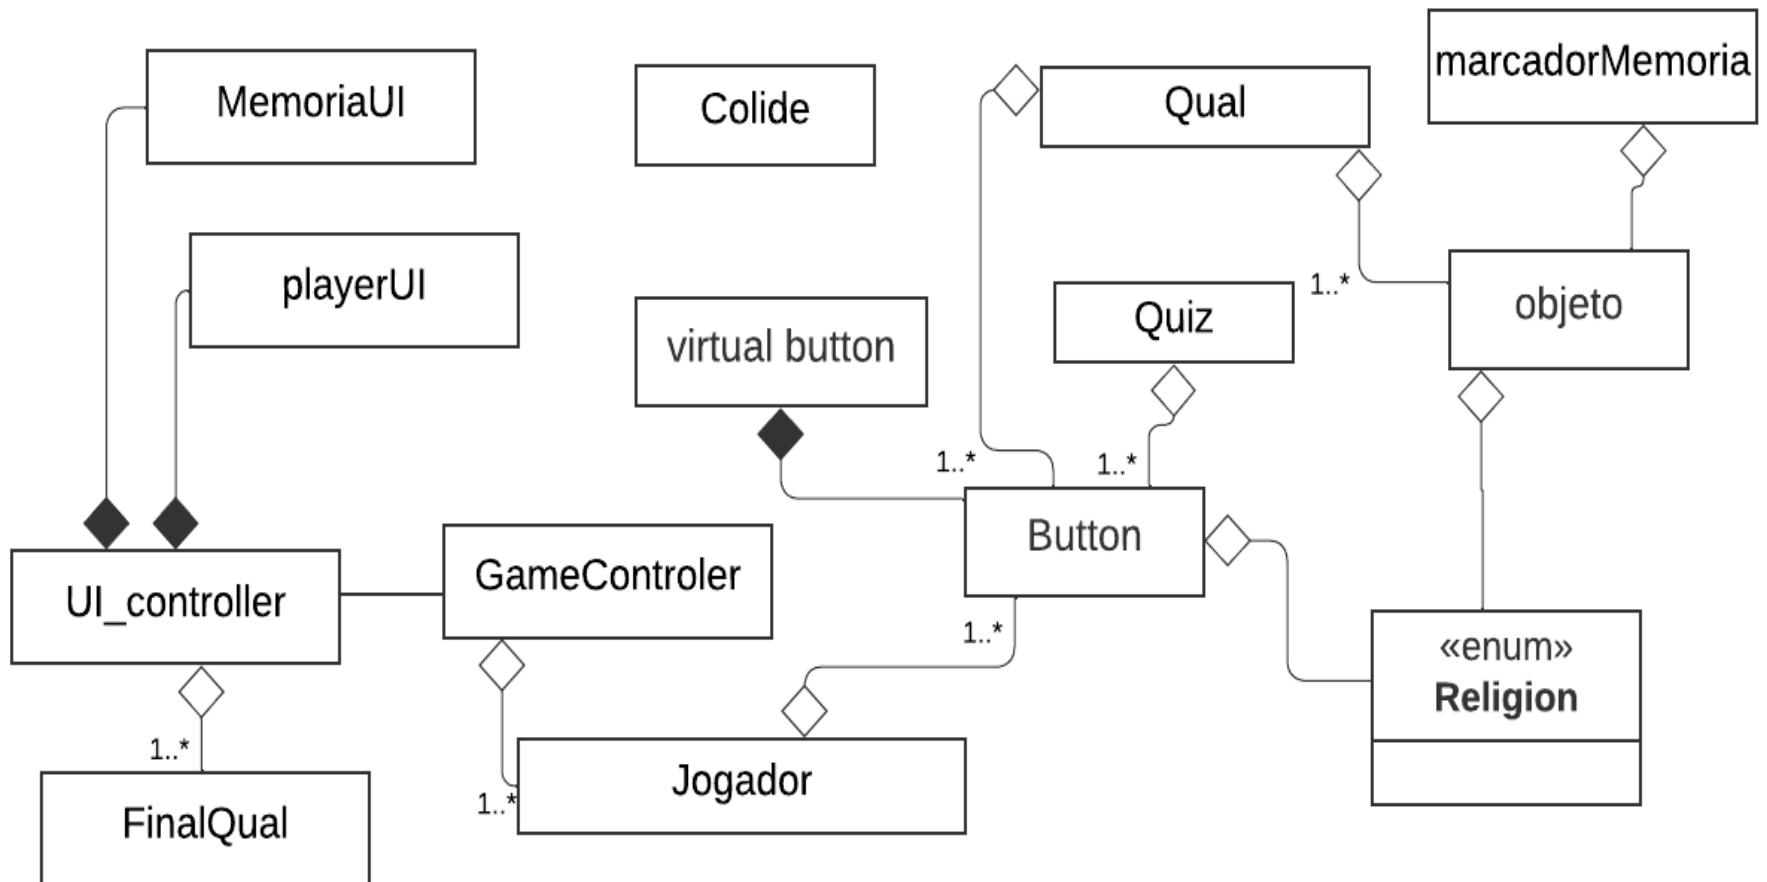 marcadorMemoria
MemoriaUI
Colide
Qual
playerUI
1..*
objeto
Quiz
virtual button
1..*
1..*
Button
GameControler
UI_controller
1..*
«enum»
Religion
1..*
Jogador
1..*
FinalQual